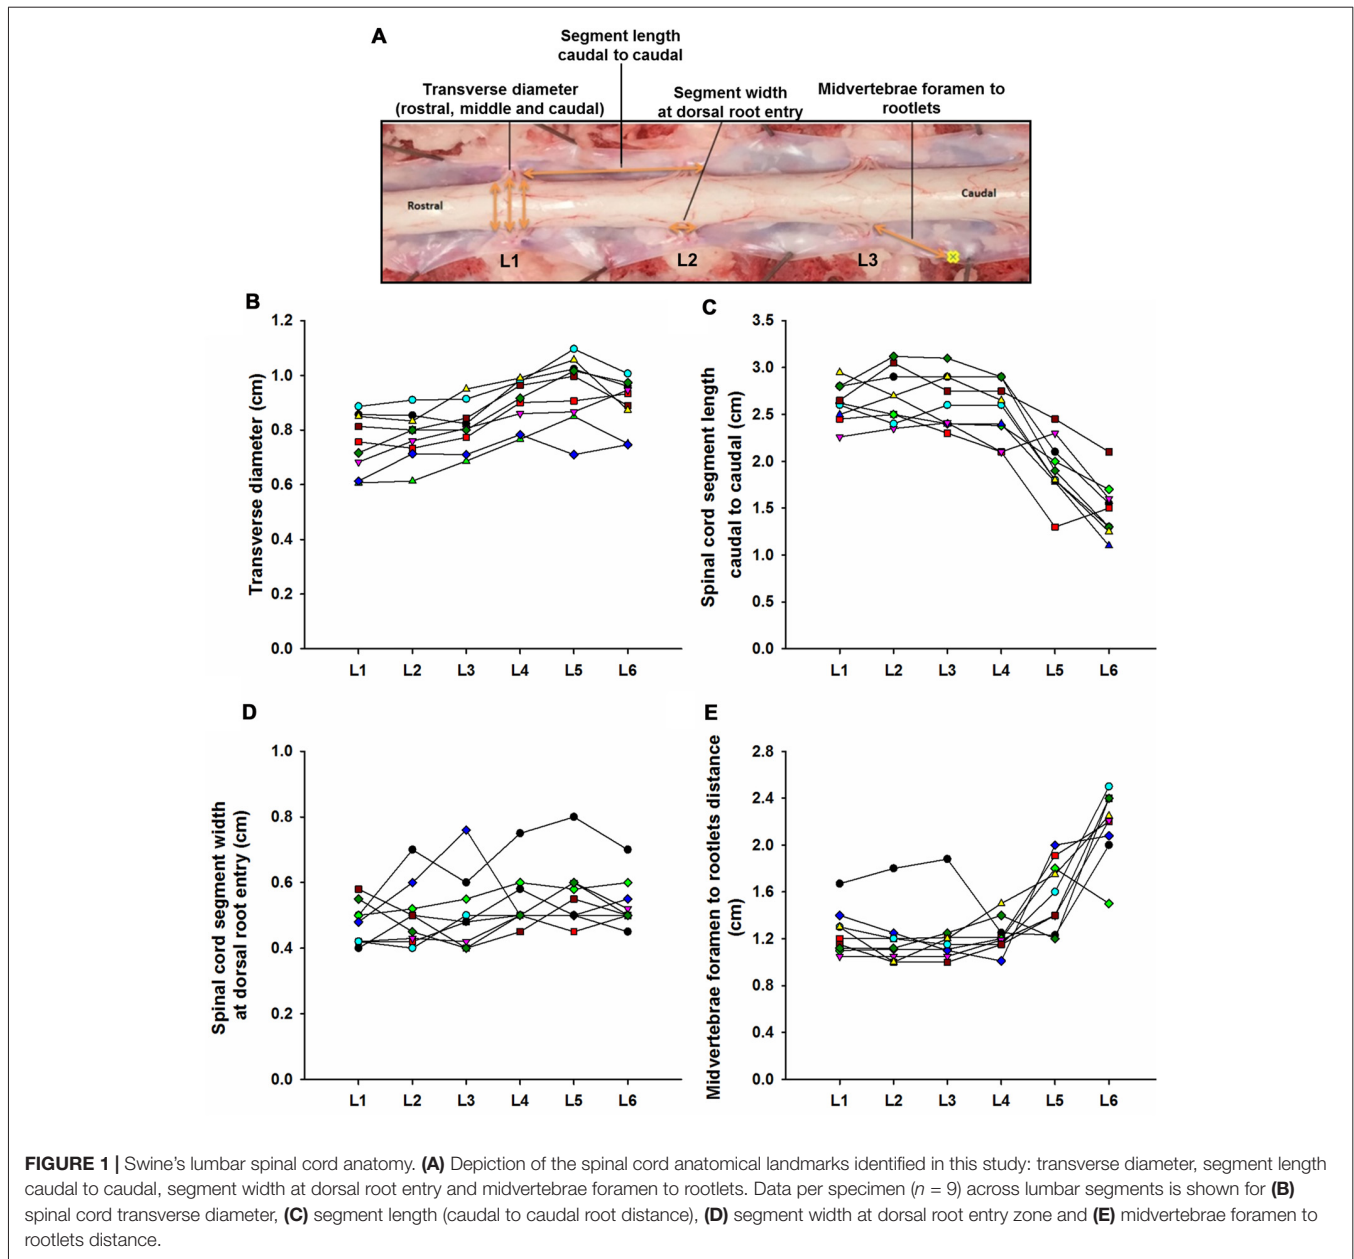 A
Segment length
caudal to caudal
Transverse diameter
(rostral, middle and caudal)
Segment width
at dorsal root entry
Midvertebrae foramen to
rootlets
Rostral
Caudal
L1
L2
L3
B
Transverse diameter (cm)
1.2
1.0
0.8
0.6
0.4
0.2
0.0
L1 L2 L3 L4 L5 L6
C
Spinal cord segment length
caudal to caudal (cm)
3.5
3.0
2.5
2.0
1.5
1.0
0.5
0.0
L1 L2 L3 L4 L5 L6
D
Spinal cord segment width
at dorsal root entry (cm)
1.0
0.8
0.6
0.4
0.2
0.0
L1 L2 L3 L4 L5 L6
E
Midvertebrae foramen to rootlets distance
(cm)
2.8
2.4
2.0
1.6
1.2
0.8
0.4
0.0
L1 L2 L3 L4 L5 L6
FIGURE 1 | Swine's lumbar spinal cord anatomy. (A) Depiction of the spinal cord anatomical landmarks identified in this study: transverse diameter, segment length
caudal to caudal, segment width at dorsal root entry and midvertebrae foramen to rootlets. Data per specimen (n = 9) across lumbar segments is shown for (B)
spinal cord transverse diameter, (C) segment length (caudal to caudal root distance), (D) segment width at dorsal root entry zone and (E) midvertebrae foramen to
rootlets distance.